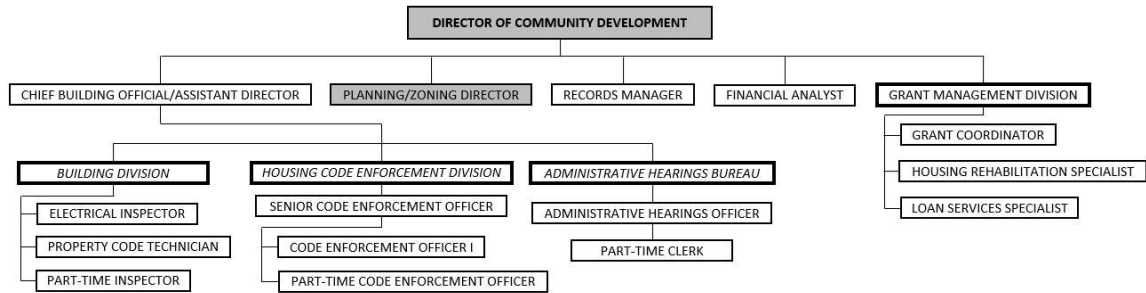 DIRECTOR OF COMMUNITY DEVELOPMENT
CHIEF BUILDING OFFICIAL/ASSISTANT DIRECTOR
PLANNING/ZONING DIRECTOR
RECORDS MANAGER
FINANCIAL ANALYST
GRANT MANAGEMENT DIVISION
GRANT COORDINATOR
HOUSING REHABILITATION SPECIALIST
LOAN SERVICES SPECIALIST
BUILDING DIVISION
ELECTRICAL INSPECTOR
PROPERTY CODE TECHNICIAN
PART-TIME INSPECTOR
HOUSING CODE ENFORCEMENT DIVISION
SENIOR CODE ENFORCEMENT OFFICER
CODE ENFORCEMENT OFFICER I
PART-TIME CODE ENFORCEMENT OFFICER
ADMINISTRATIVE HEARINGS BUREAU
ADMINISTRATIVE HEARINGS OFFICER
PART-TIME CLERK